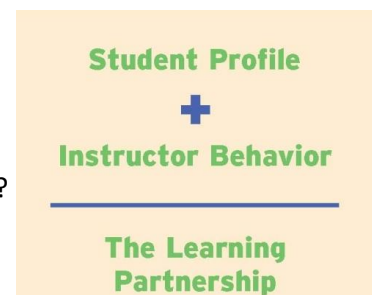 Student Profile
+
Instructor Behavior
?
The Learning
Partnership